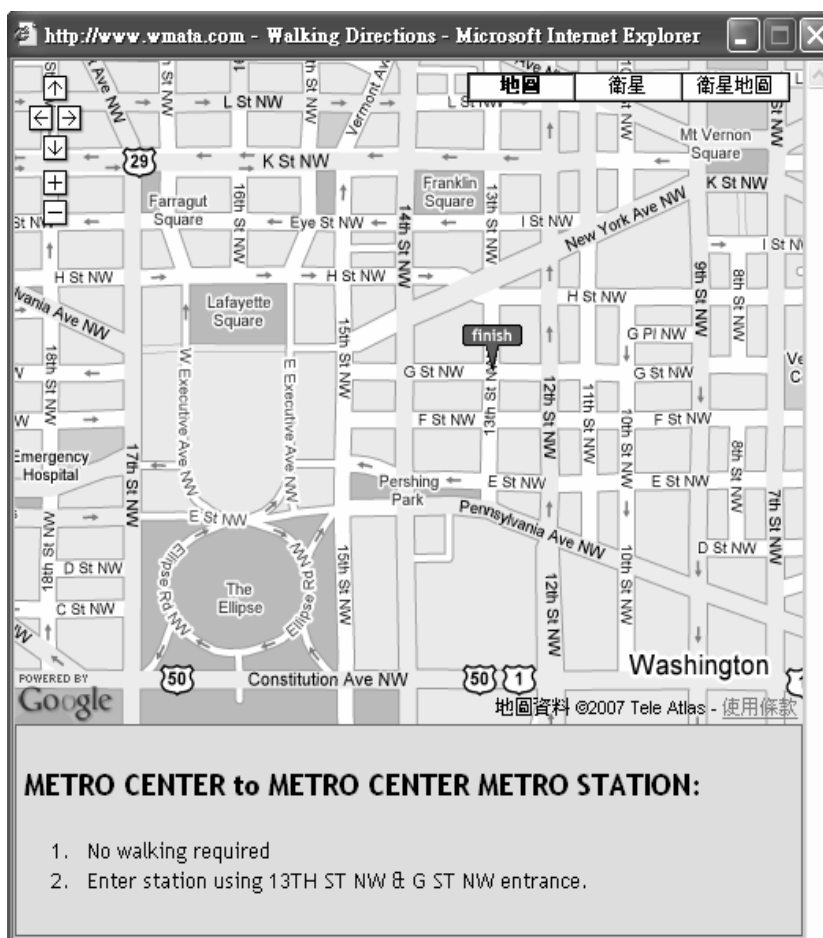 http://www.wmata.com - Walking Directions - Microsoft Internet Explorer
地圖
衛星
衛星地圖
L St NW
Vermont Ave
Mt Vernon
Square
29
K St NW
K St NW
Farragut
Square
16th St NW
Franklin
Square
13th St NW
14th St NW
New York Ave NW
Eye St NW
I St NW
H St NW
H St NW
H St NW
Lafayette
Square
15th St NW
9th St NW
8th St NW
G Pl NW
finish
W Executive Ave NW
E Executive Ave NW
18th St NW
G St NW
G St NW
13th St NW
12th St NW
11th St NW
10th St NW
F St NW
F St NW
Emergency
Hospital
17th St NW
Pershing
Park
E St NW
E St NW
8th St NW
7th St NW
E St NW
Pennsylvania Ave NW
Ellipse Rd NW
Ellipse Rd NW
15th St NW
10th St NW
D St NW
D St NW
18th St NW
The
Ellipse
12th St NW
C St NW
Washington
50
Constitution Ave NW
50
1
POWERED BY
Google
地圖資料 ©2007 Tele Atlas - 使用條款
METRO CENTER to METRO CENTER METRO STATION:
1. No walking required
2. Enter station using 13TH ST NW & G ST NW entrance.